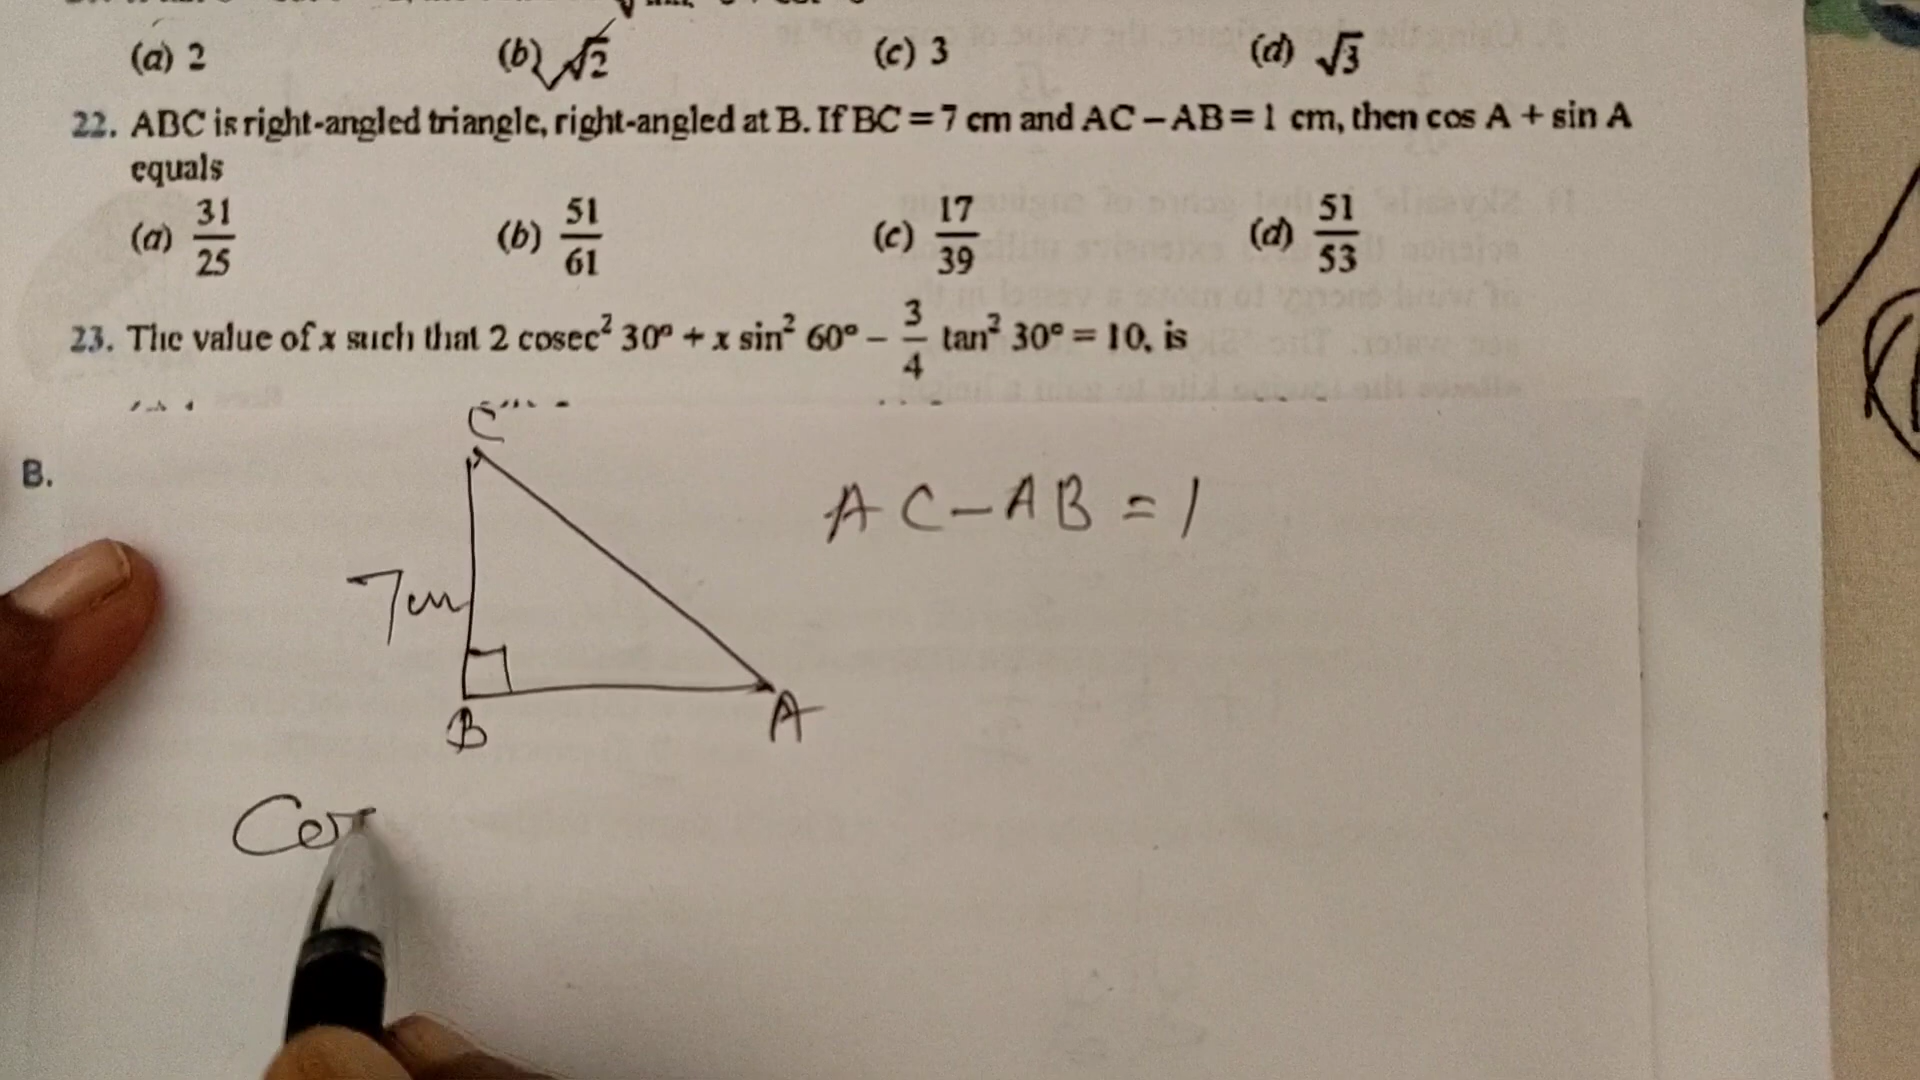 (a) 2 (b) √2 (c) 3 (d) √3
22. ABC is right-angled triangle, right-angled at B. If BC = 7 cm and AC – AB = 1 cm, then cos A + sin A
equals
(a) 31/25 (b) 51/61 (c) 17/39 (d) 51/53
23. The value of x such that 2 cosec² 30° + x sin² 60° – 3/4 tan² 30° = 10, is
C
B.
AC – AB = 1
7cm
B A
Cos